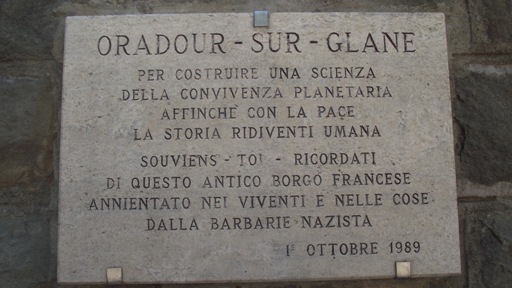 ORADOUR - SUR - GLANE
PER COSTRUIRE UNA SCIENZA
DELLA CONVIVENZA PLANETARIA
AFFINCHÈ CON LA PACE
LA STORIA RIDIVENTI UMANA
SOUVIENS - TOI - RICORDATI
DI QUESTO ANTICO BORGO FRANCESE
ANNIENTATO NEI VIVENTI E NELLE COSE
DALLA BARBARIE NAZISTA
1° OTTOBRE 1989